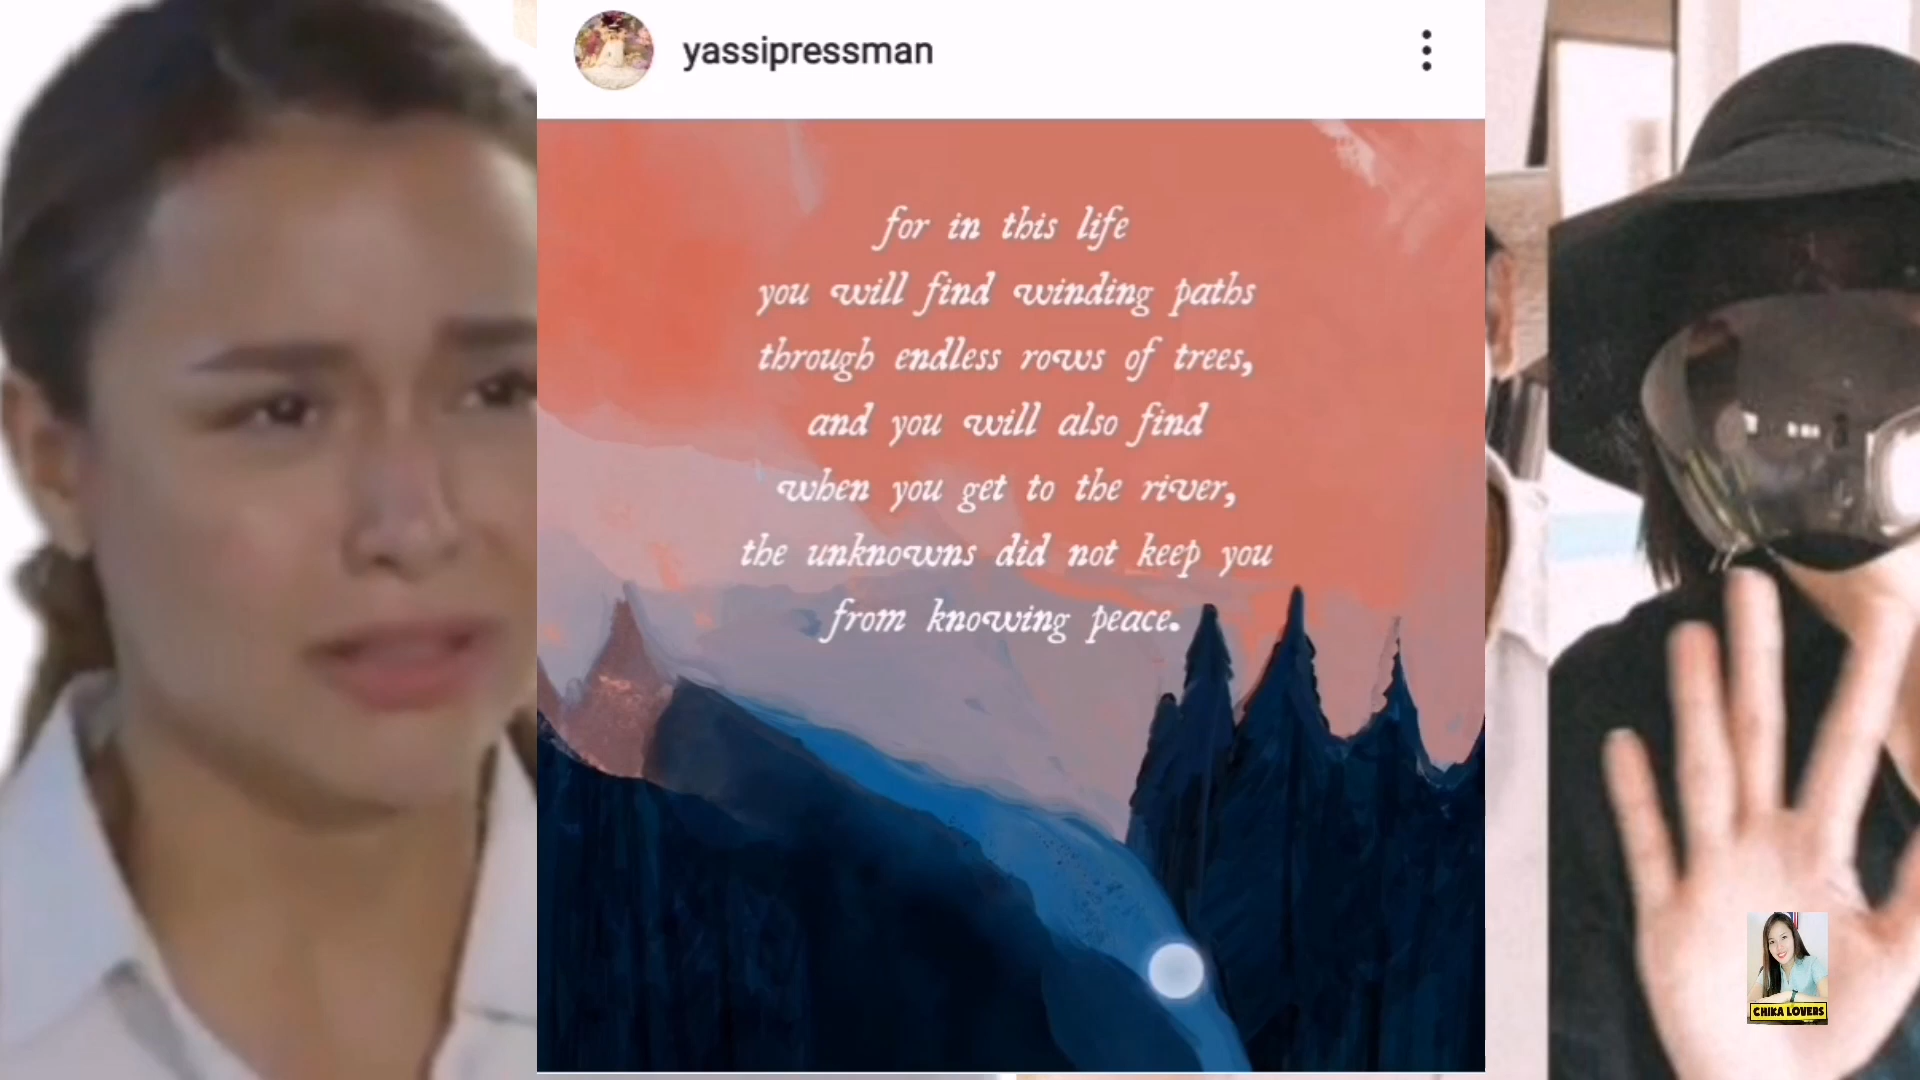 yassipressman
for in this life
you will find winding paths
through endless rows of trees,
and you will also find
when you get to the river,
the unknowns did not keep you
from knowing peace.
CHIKA LOVERS